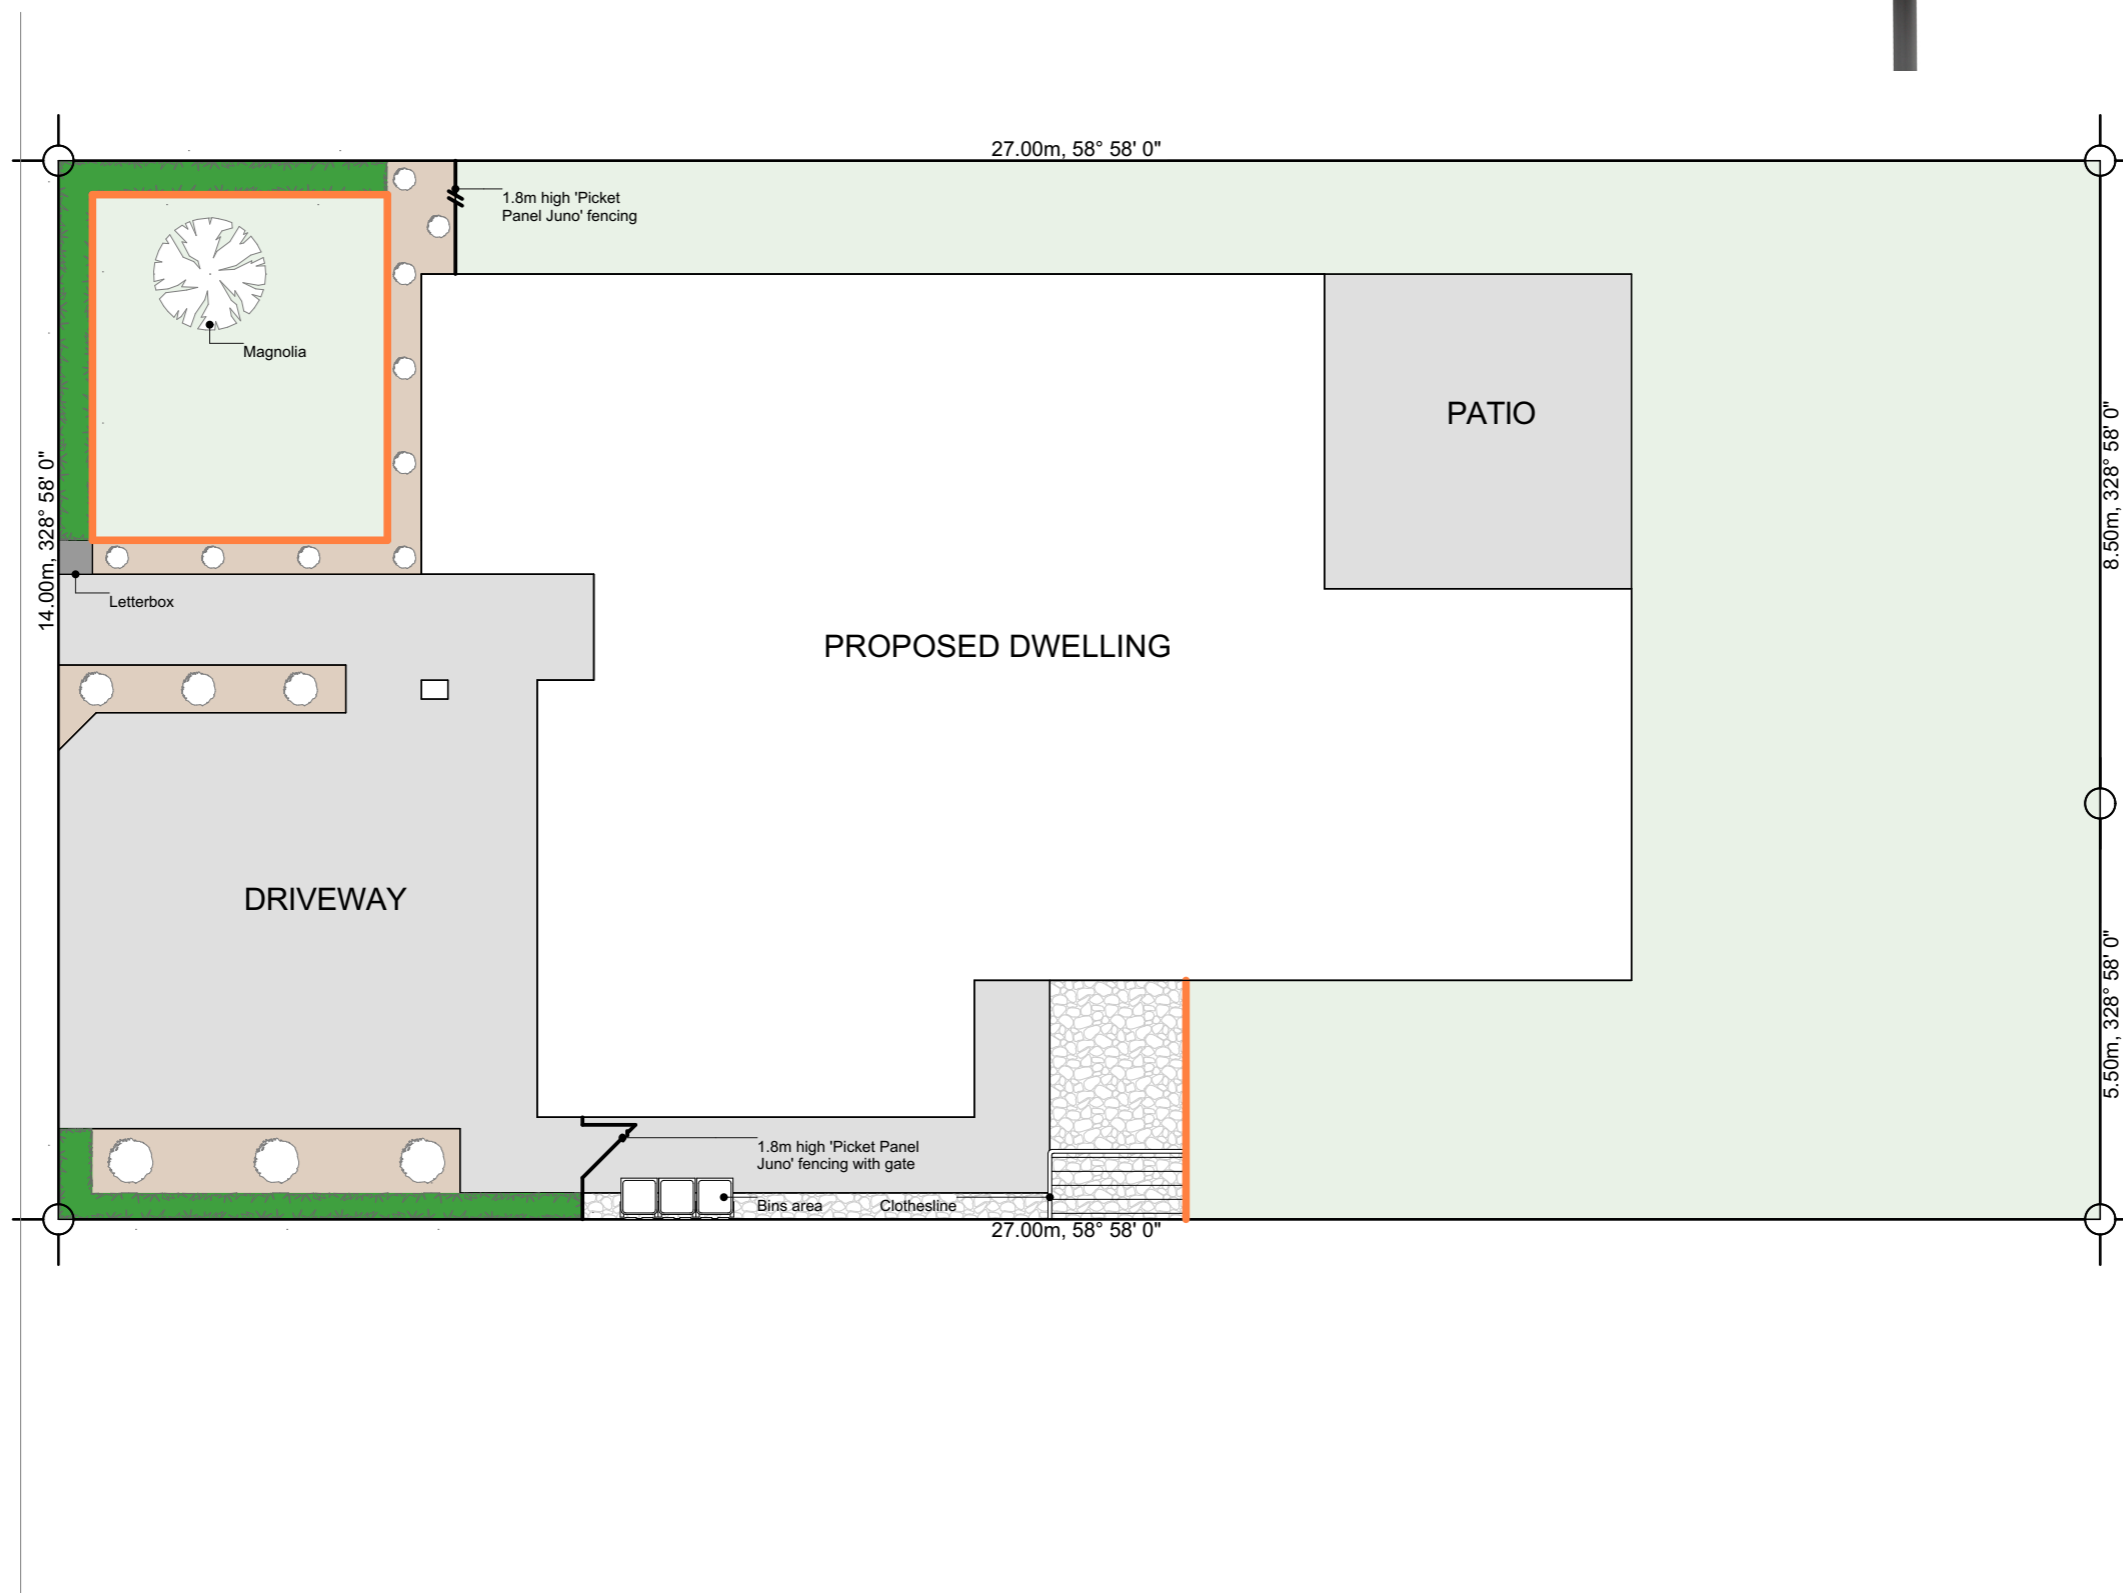 27.00m, 58° 58' 0"
1.8m high 'Picket
Panel Juno' fencing
Magnolia
PATIO
8.50m, 328° 58' 0"
14.00m, 328° 58' 0"
Letterbox
PROPOSED DWELLING
DRIVEWAY
5.50m, 328° 58' 0"
1.8m high 'Picket Panel
Juno' fencing with gate
Bins area
Clothesline
27.00m, 58° 58' 0"